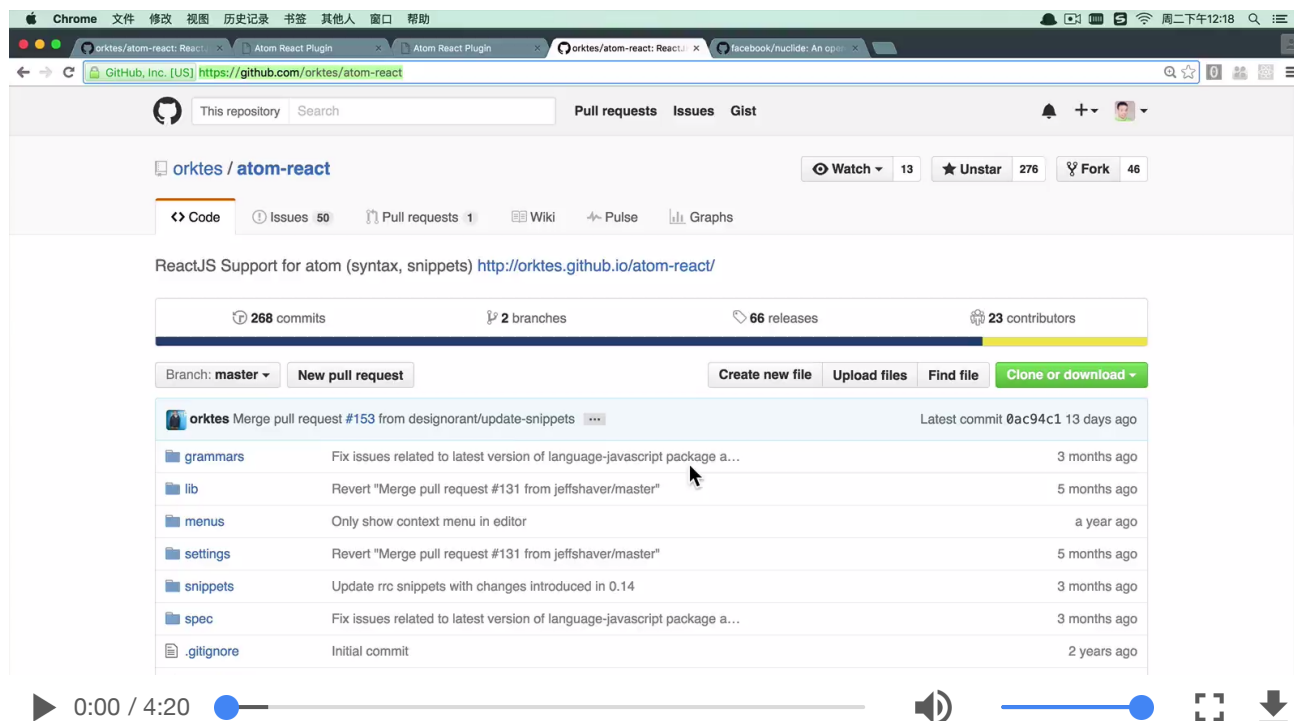 Chrome 文件 修改 视图 历史记录 书签 其他人 窗口 帮助 周二下午12:18
orktes/atom-react: React Atom React Plugin Atom React Plugin orktes/atom-react: ReactJ facebook/nuclide: An open
GitHub, Inc. [US] https://github.com/orktes/atom-react
This repository Search Pull requests Issues Gist
orktes / atom-react Watch 13 Unstar 276 Fork 46
Code Issues 50 Pull requests 1 Wiki Pulse Graphs
ReactJS Support for atom (syntax, snippets) http://orktes.github.io/atom-react/
268 commits 2 branches 66 releases 23 contributors
Branch: master New pull request Create new file Upload files Find file Clone or download
orktes Merge pull request #153 from designorant/update-snippets ... Latest commit 0ac94c1 13 days ago
grammars Fix issues related to latest version of language-javascript package a… 3 months ago
lib Revert "Merge pull request #131 from jeffshaver/master" 5 months ago
menus Only show context menu in editor a year ago
settings Revert "Merge pull request #131 from jeffshaver/master" 5 months ago
snippets Update rrc snippets with changes introduced in 0.14 3 months ago
spec Fix issues related to latest version of language-javascript package a… 3 months ago
.gitignore Initial commit 2 years ago
0:00 / 4:20